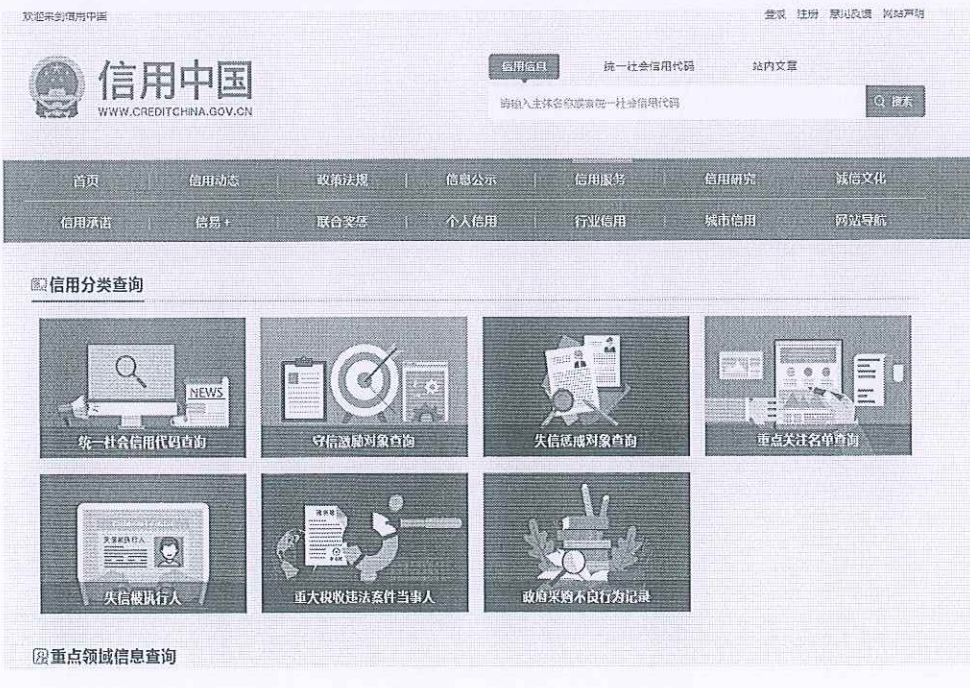 欢迎来到信用中国
登录 注册 意见反馈 网站声明
信用中国
WWW.CREDITCHINA.GOV.CN
信用信息 统一社会信用代码 站内文章
请输入主体名称或者统一社会信用代码
搜索
首页 信用动态 政策法规 信息公示 信用服务 信用研究 诚信文化
信用承诺 信易+ 联合奖惩 个人信用 行业信用 城市信用 网站导航
信用分类查询
NEWS
统一社会信用代码查询
守信激励对象查询
失信惩戒对象查询
重点关注名单查询
失信被执行人
失信被执行人
重大税收违法案件当事人
政府采购不良行为记录
重点领域信息查询